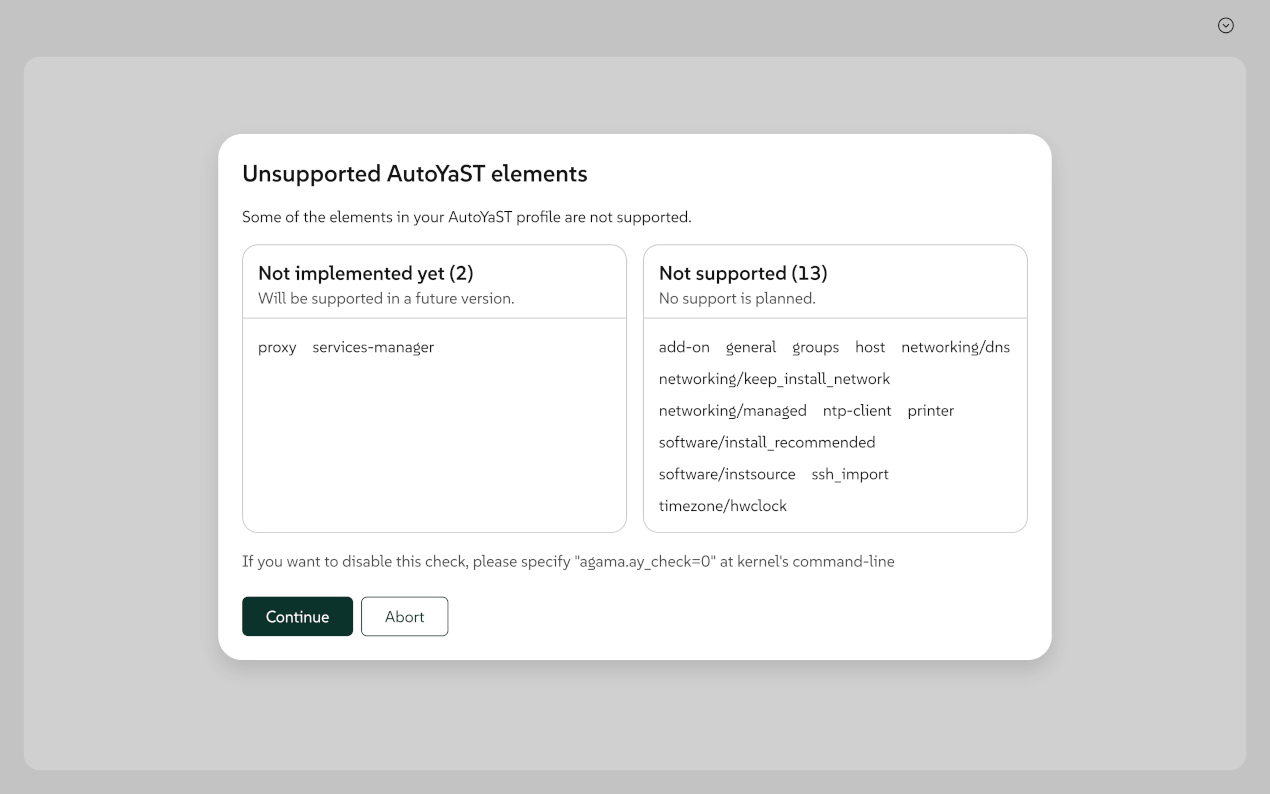 Unsupported AutoYaST elements
Some of the elements in your AutoYaST profile are not supported.
Not implemented yet (2)
Will be supported in a future version.
proxy services-manager
Not supported (13)
No support is planned.
add-on general groups host networking/dns
networking/keep_install_network
networking/managed ntp-client printer
software/install_recommended
software/instsource ssh_import
timezone/hwclock
If you want to disable this check, please specify "agama.ay_check=0" at kernel's command-line
Continue Abort